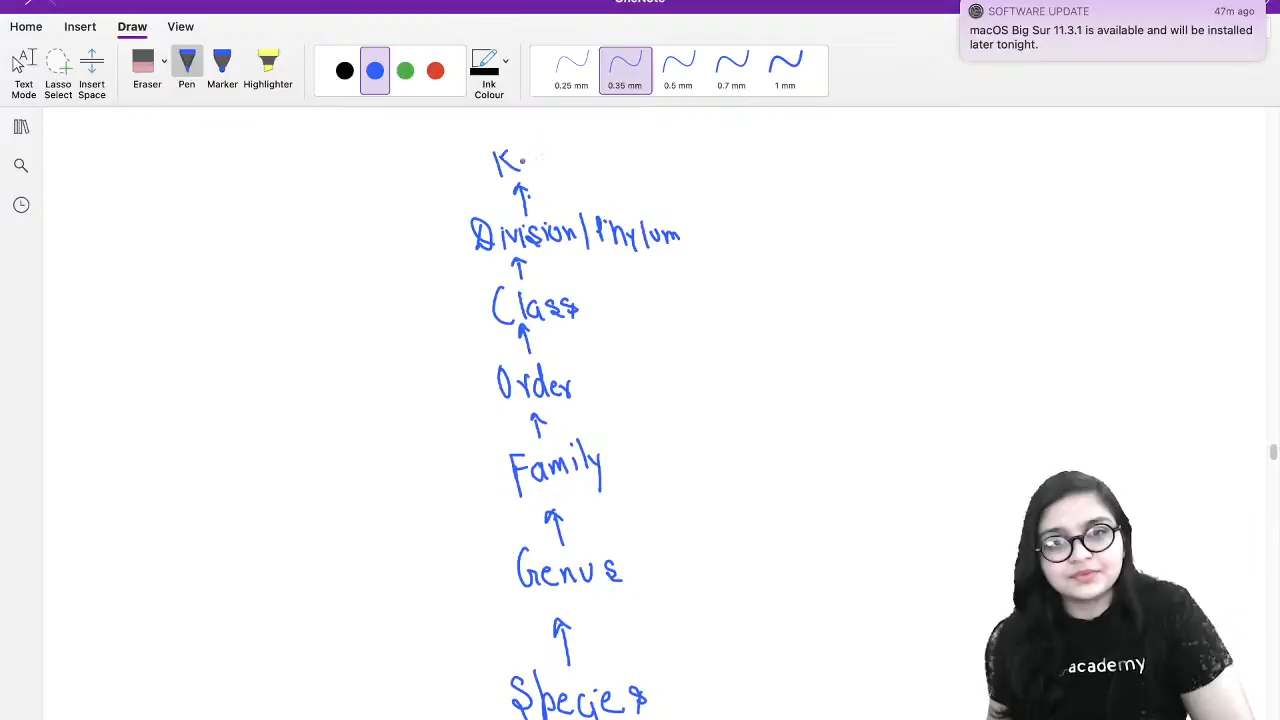 OneNote
SOFTWARE UPDATE 47m ago
macOS Big Sur 11.3.1 is available and will be installed
later tonight.
Home Insert Draw View
Text Mode
Lasso Select
Insert Space
Eraser
Pen
Marker
Highlighter
Ink Colour
0.25 mm
0.35 mm
0.5 mm
0.7 mm
1 mm
K
Division/Phylum
Class
Order
Family
Genus
Species
academy